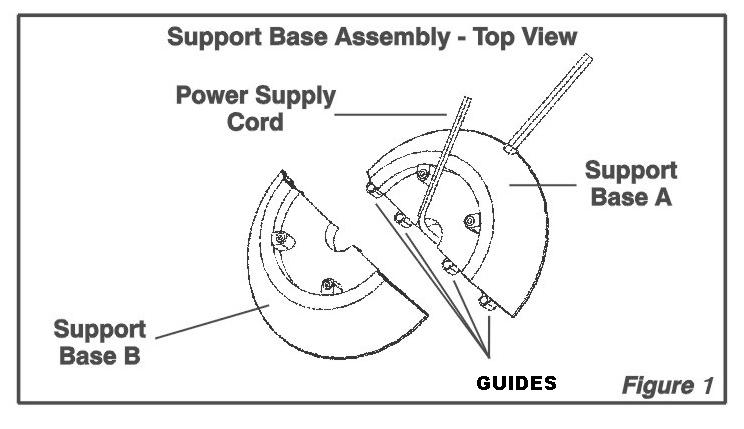 Support Base Assembly - Top View
Power Supply
Cord
Support
Base A
Support
Base B
GUIDES
Figure 1